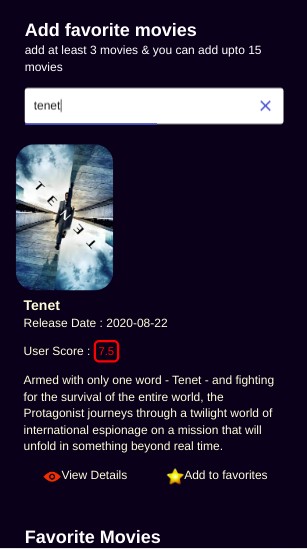 Add favorite movies
add at least 3 movies & you can add upto 15
movies
tenet
TENET
Tenet
Release Date : 2020-08-22
User Score : 7.5
Armed with only one word - Tenet - and fighting
for the survival of the entire world, the
Protagonist journeys through a twilight world of
international espionage on a mission that will
unfold in something beyond real time.
View Details
Add to favorites
Favorite Movies